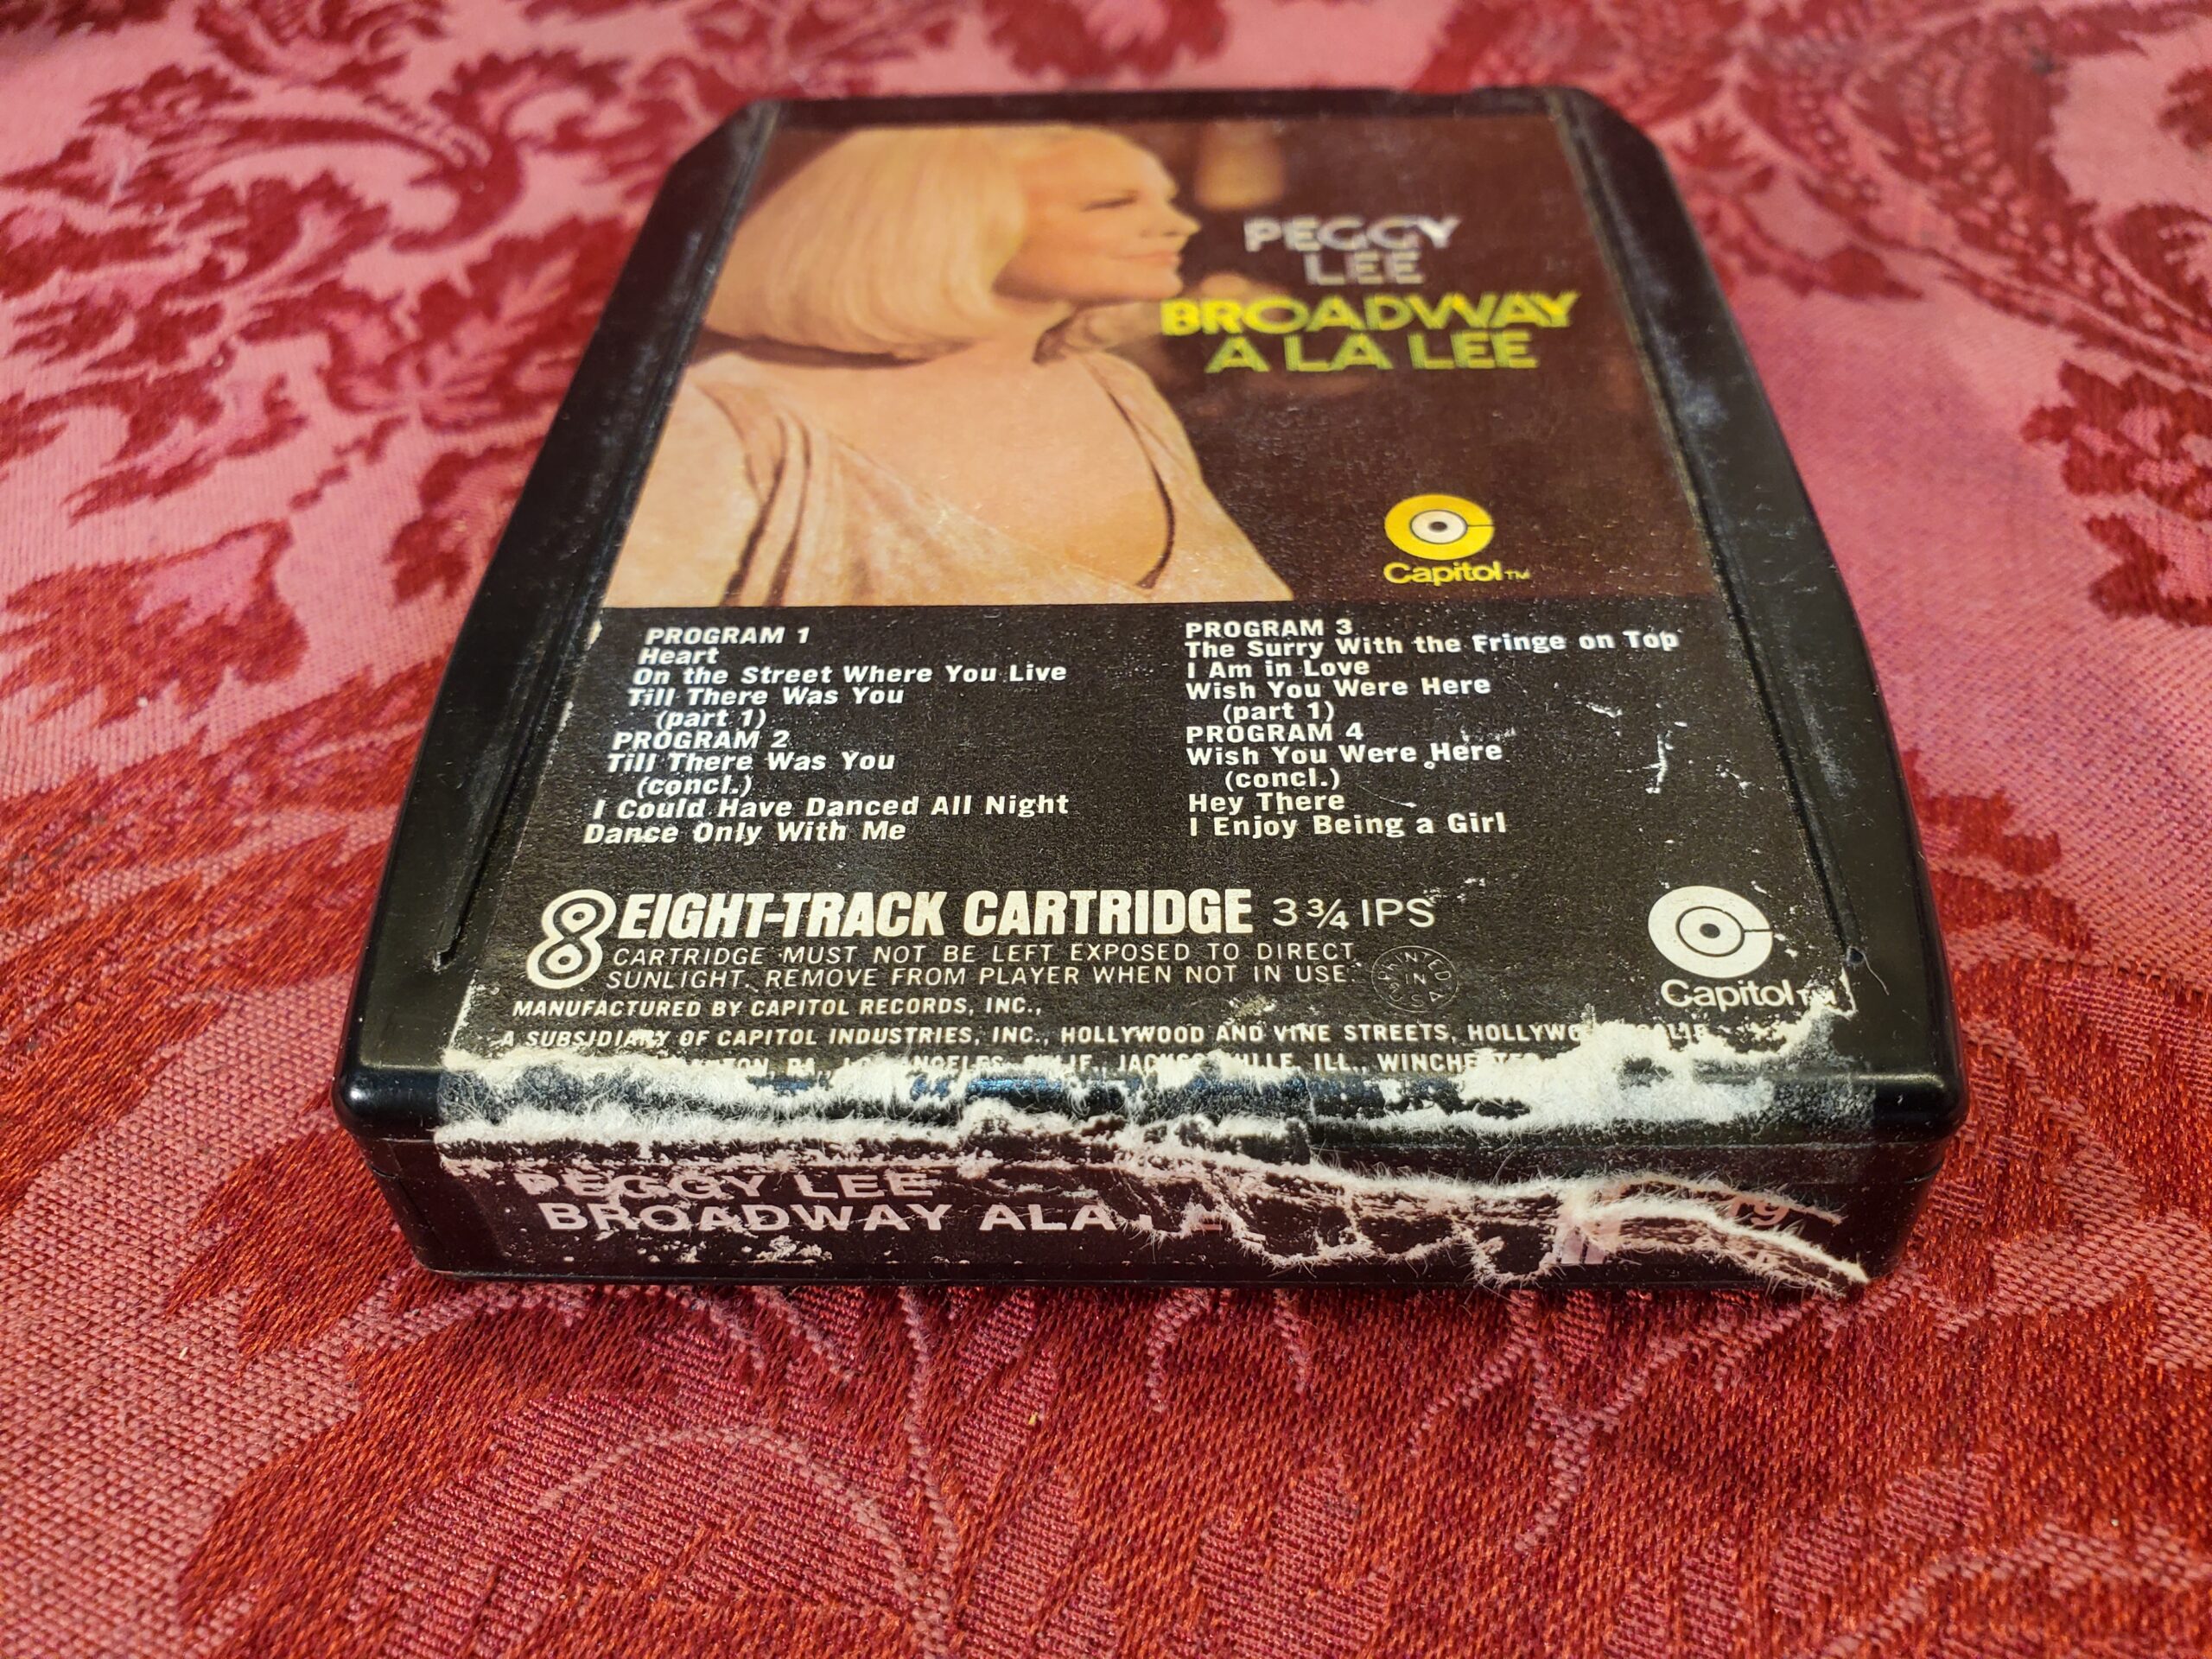 PEGGY
LEE
BROADWAY
A LA LEE
Capitol TM
PROGRAM 1
Heart
On the Street Where You Live
Till There Was You
(part 1)
PROGRAM 2
Till There Was You
(concl.)
I Could Have Danced All Night
Dance Only With Me
PROGRAM 3
The Surry With the Fringe on Top
I Am in Love
Wish You Were Here
(part 1)
PROGRAM 4
Wish You Were Here
(concl.)
Hey There
I Enjoy Being a Girl
8 EIGHT-TRACK CARTRIDGE 3 3/4 IPS
CARTRIDGE MUST NOT BE LEFT EXPOSED TO DIRECT
SUNLIGHT. REMOVE FROM PLAYER WHEN NOT IN USE.
PRINTED IN U.S.A.
Capitol
MANUFACTURED BY CAPITOL RECORDS, INC.,
A SUBSIDIARY OF CAPITOL INDUSTRIES, INC., HOLLYWOOD AND VINE STREETS,
ILL.,
PEGGY LEE
BROADWAY ALA